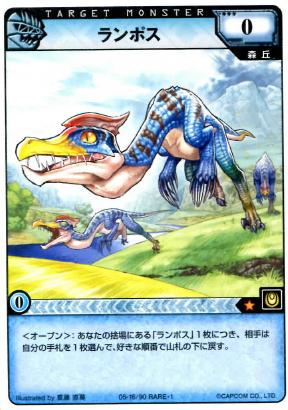 TARGET MONSTER
ランポス
0
森丘
0
＜オープン＞：あなたの捨場にある『ランポス』1枚につき、相手は
自分の手札を1枚選んで、好きな順番で山札の下に戻す。
Illustrated by 齋藤 直葵
05-16/90 RARE・1
©CAPCOM CO., LTD.